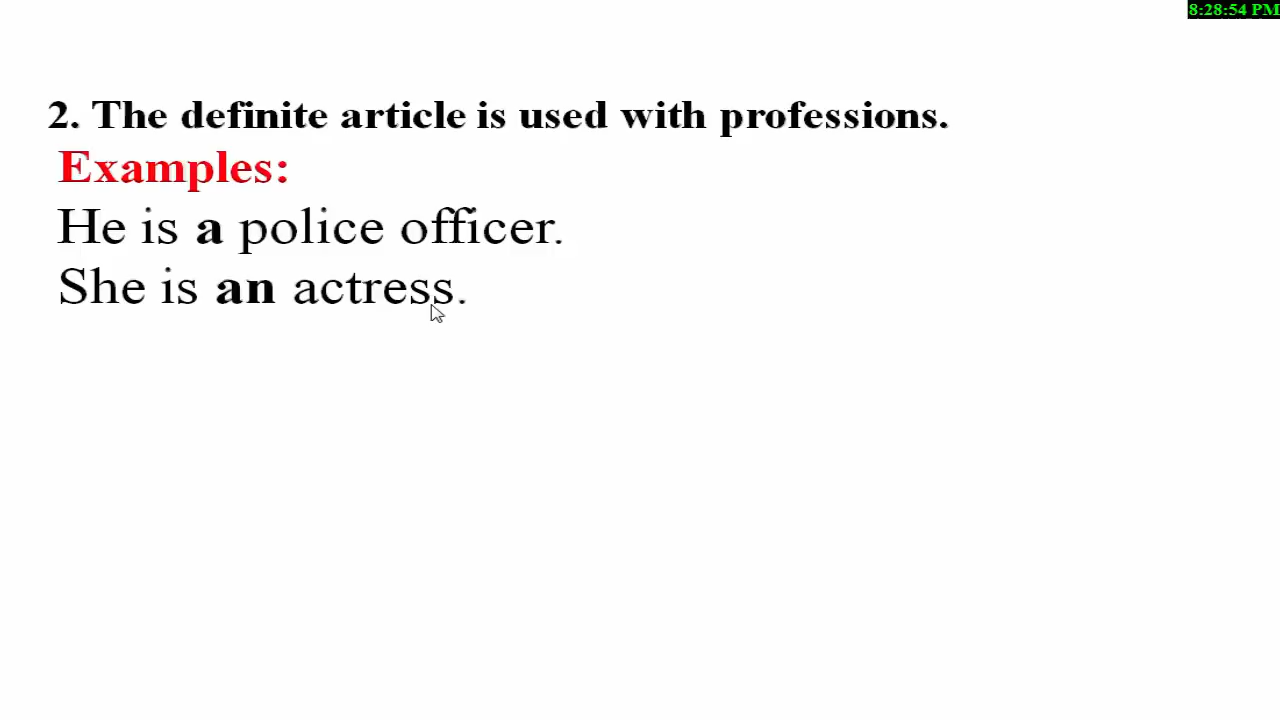 8:28:54 PM
2. The definite article is used with professions.
Examples:
He is a police officer.
She is an actress.